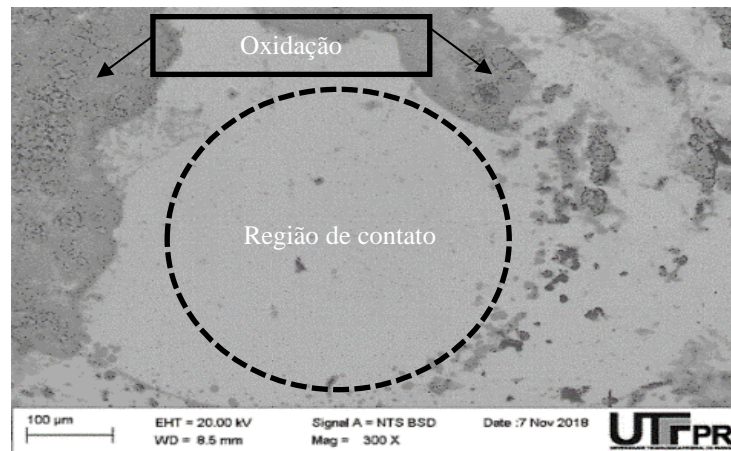 Oxidação
Região de contato
100 µm
EHT = 20.00 kV
WD = 8.5 mm
Signal A = NTS BSD
Mag = 300 X
Date :7 Nov 2018
UTFPR